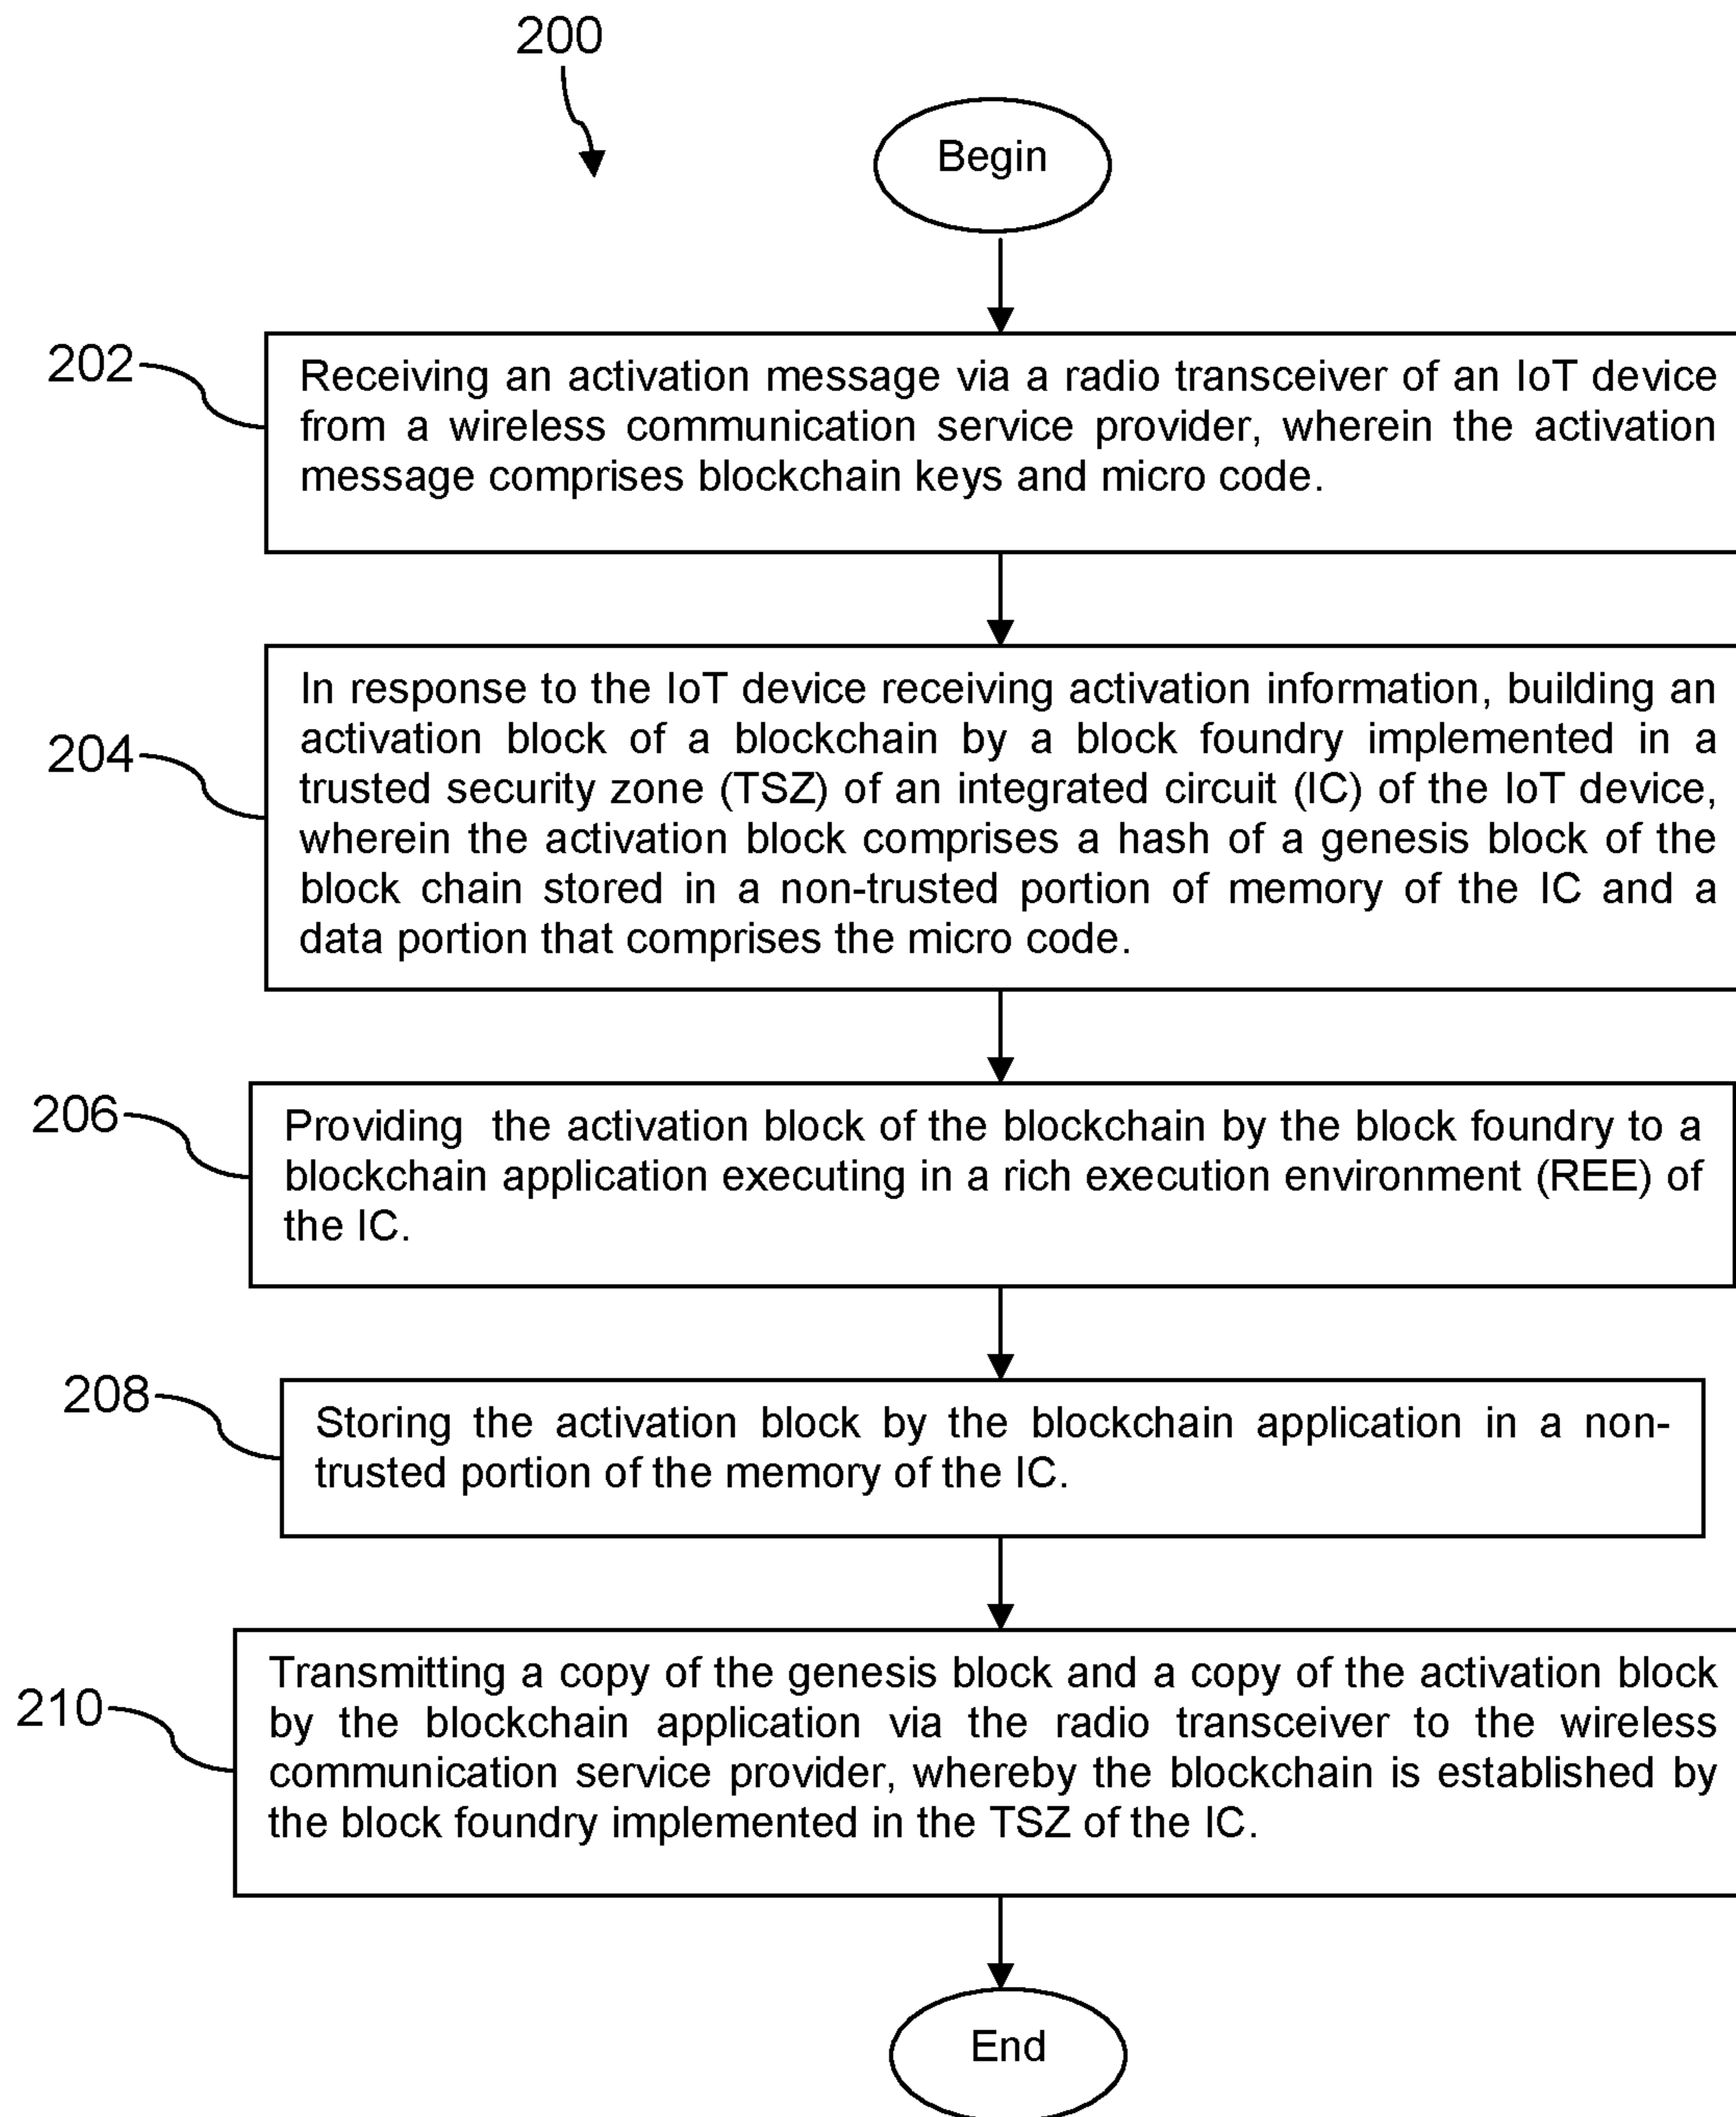 200
Begin
202
Receiving an activation message via a radio transceiver of an IoT device
from a wireless communication service provider, wherein the activation
message comprises blockchain keys and micro code.
204
In response to the IoT device receiving activation information, building an
activation block of a blockchain by a block foundry implemented in a
trusted security zone (TSZ) of an integrated circuit (IC) of the IoT device,
wherein the activation block comprises a hash of a genesis block of the
block chain stored in a non-trusted portion of memory of the IC and a
data portion that comprises the micro code.
206
Providing the activation block of the blockchain by the block foundry to a
blockchain application executing in a rich execution environment (REE) of
the IC.
208
Storing the activation block by the blockchain application in a non-
trusted portion of the memory of the IC.
210
Transmitting a copy of the genesis block and a copy of the activation block
by the blockchain application via the radio transceiver to the wireless
communication service provider, whereby the blockchain is established by
the block foundry implemented in the TSZ of the IC.
End